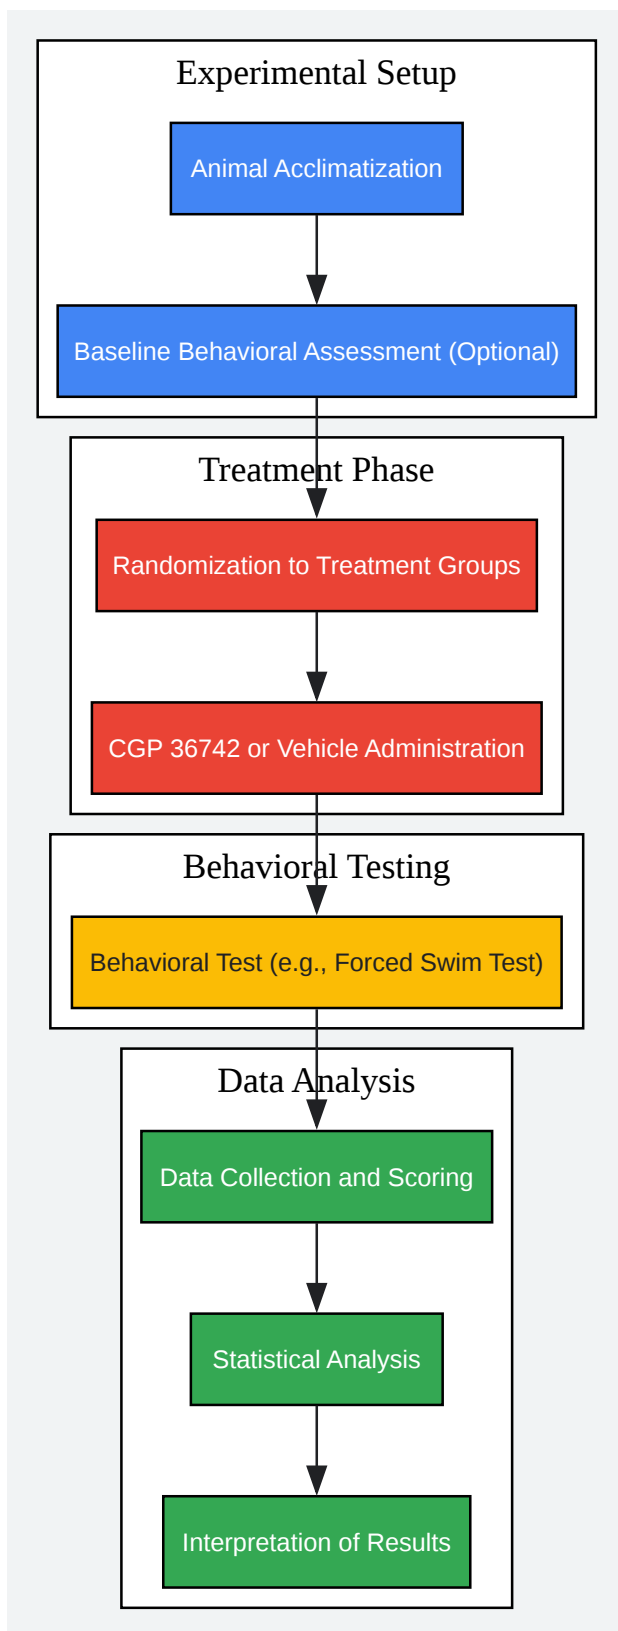 Experimental Setup
Animal Acclimatization
Baseline Behavioral Assessment (Optional)
Treatment Phase
Randomization to Treatment Groups
CGP 36742 or Vehicle Administration
Behavioral Testing
Behavioral Test (e.g., Forced Swim Test)
Data Analysis
Data Collection and Scoring
Statistical Analysis
Interpretation of Results